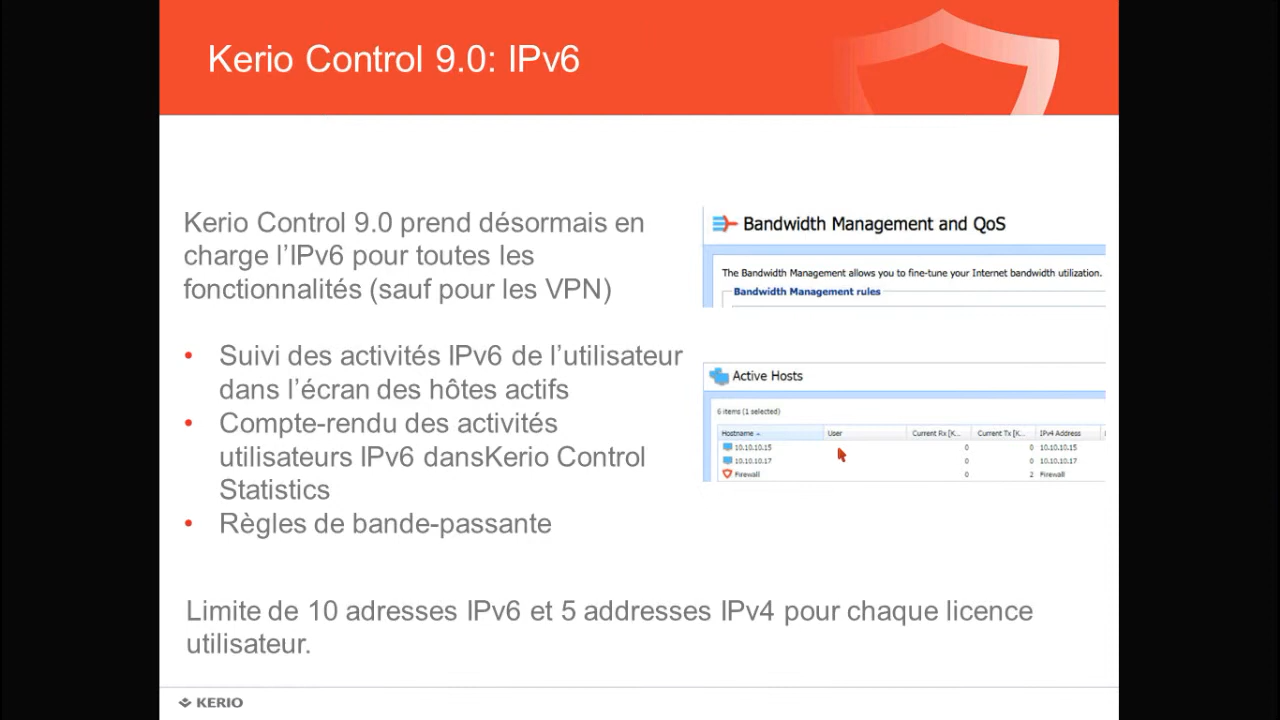 Kerio Control 9.0: IPv6
Kerio Control 9.0 prend désormais en
charge l’IPv6 pour toutes les
fonctionnalités (sauf pour les VPN)
• Suivi des activités IPv6 de l’utilisateur
dans l’écran des hôtes actifs
• Compte-rendu des activités
utilisateurs IPv6 dansKerio Control
Statistics
• Règles de bande-passante
Limite de 10 adresses IPv6 et 5 addresses IPv4 pour chaque licence
utilisateur.
Bandwidth Management and QoS
The Bandwidth Management allows you to fine-tune your Internet bandwidth utilization.
Bandwidth Management rules
Active Hosts
6 items (1 selected)
Hostname User Current Rx [K... Current Tx [K... IPv4 Address
10.10.10.15 0 0 10.10.10.15
10.10.10.17 0 0 10.10.10.17
Firewall 0 2 Firewall
KERIO